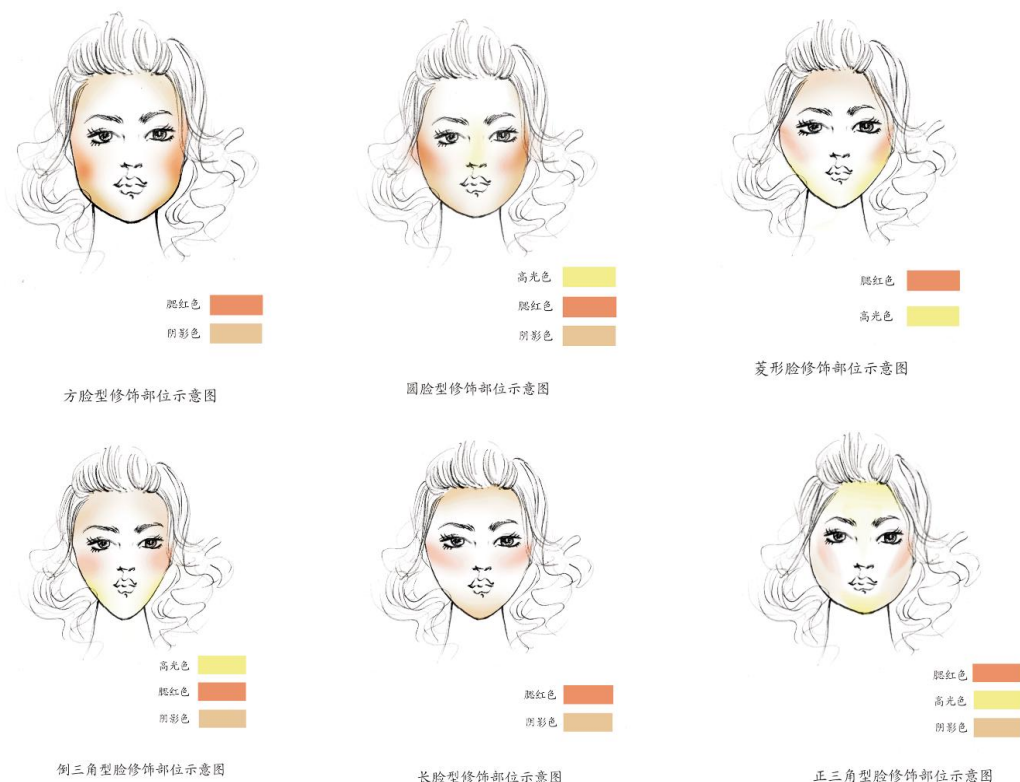 腮红色
阴影色
方脸型修饰部位示意图
高光色
腮红色
阴影色
圆脸型修饰部位示意图
腮红色
高光色
菱形脸修饰部位示意图
高光色
腮红色
阴影色
倒三角型脸修饰部位示意图
腮红色
阴影色
长脸型修饰部位示意图
腮红色
高光色
阴影色
正三角型脸修饰部位示意图